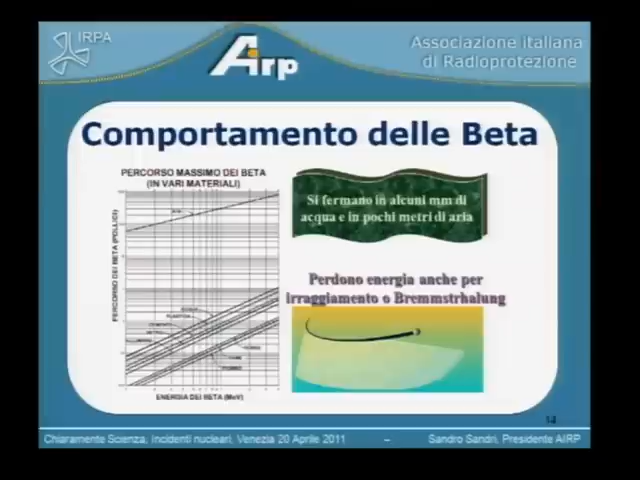 IRPA
Airp
Associazione italiana
di Radioprotezione
Comportamento delle Beta
PERCORSO MASSIMO DEI BETA
(IN VARI MATERIALI)
PERCORSO DEI BETA (POLLICI)
ENERGIA DEI BETA (MeV)
Si fermano in alcuni mm di
acqua e in pochi metri di aria
Perdono energia anche per
irraggiamento o Bremmstrhalung
14
Chiaramente Scienza, Incidenti nucleari, Venezia 20 Aprile 2011 – Sandro Sandri, Presidente AIRP